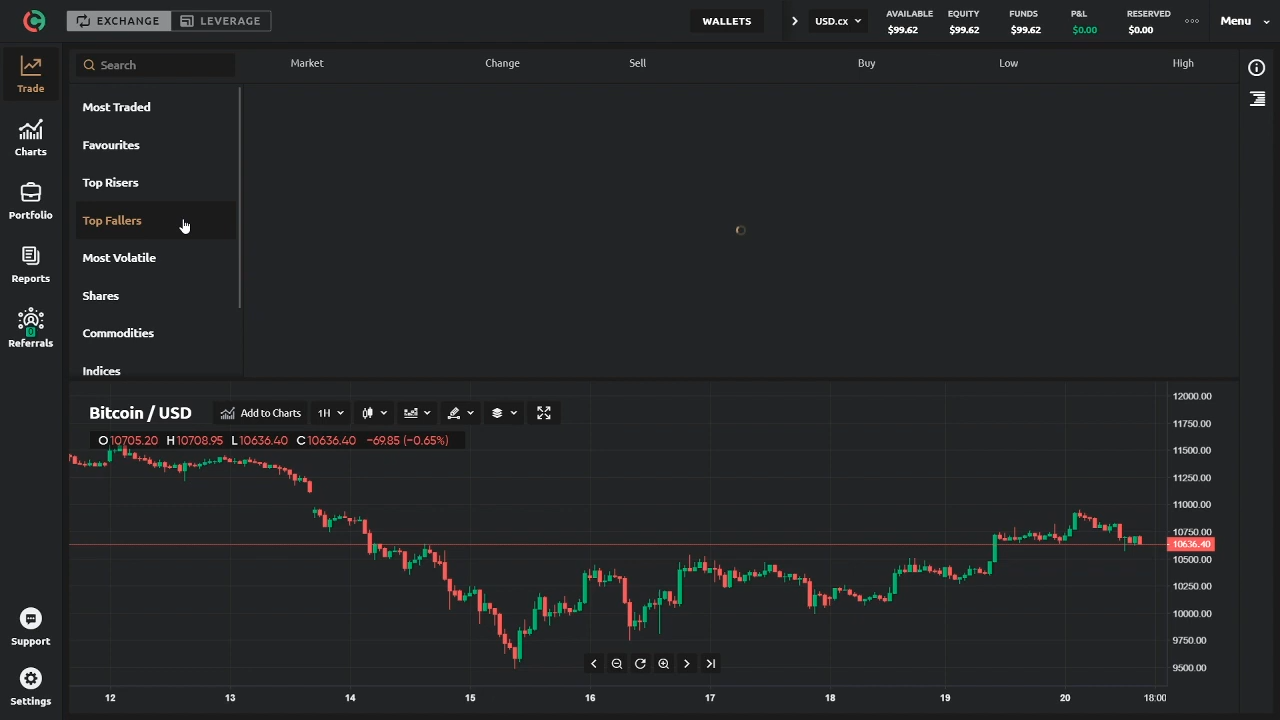 EXCHANGE LEVERAGE WALLETS USD.cx AVAILABLE EQUITY FUNDS P&L RESERVED Menu
$99.62 $99.62 $99.62 $0.00 $0.00
Search Market Change Sell Buy Low High
Trade
Charts
Portfolio
Reports
0
Referrals
Most Traded
Favourites
Top Risers
Top Fallers
Most Volatile
Shares
Commodities
Indices
Bitcoin / USD Add to Charts 1H
O10705.20 H10708.95 L10636.40 C10636.40 −69.85 (−0.65%)
12000.00
11750.00
11500.00
11250.00
11000.00
10750.00
10636.40
10500.00
10250.00
10000.00
9750.00
9500.00
12 13 14 15 16 17 18 19 20 18:00
Support
Settings